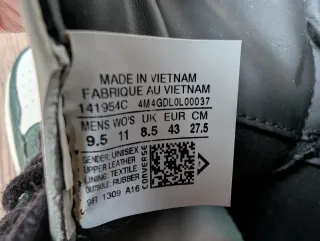 MADE IN VIETNAM
FABRIQUE AU VIETNAM
141954C 4M4GDL0L00037
MENS WO'S UK EUR CM
9.5 11 8.5 43 27.5
GENDER: UNISEX
UPPER: LEATHER
LINING: TEXTILE
OUTSOLE: RUBBER
CONVERSE
9R 1309 A16